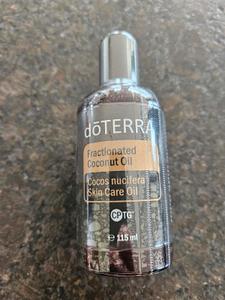 dōTERRA
Fractionated
Coconut Oil
Cocos nucifera
Skin Care Oil
CPTG
℮ 115 ml